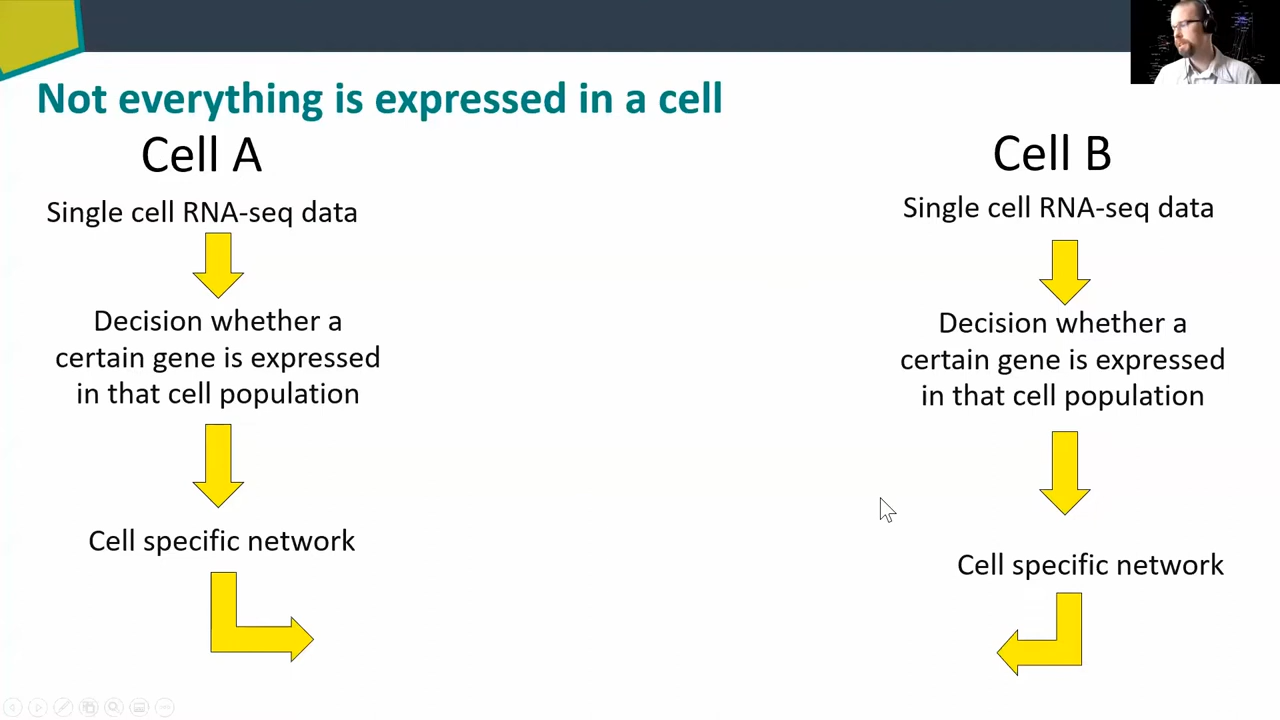 Not everything is expressed in a cell
Cell A
Single cell RNA-seq data
Decision whether a
certain gene is expressed
in that cell population
Cell specific network
Cell B
Single cell RNA-seq data
Decision whether a
certain gene is expressed
in that cell population
Cell specific network